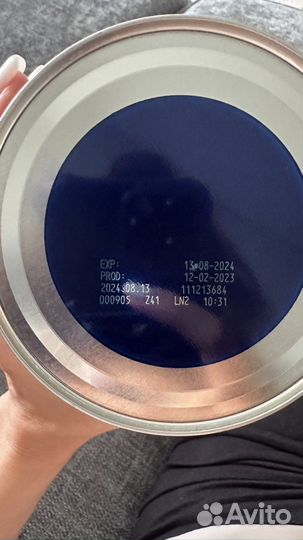 EXP: 13-08-2024
PROD: 12-02-2023
2024.08.13 111213684
000905 Z41 LN2 10:31
Avito